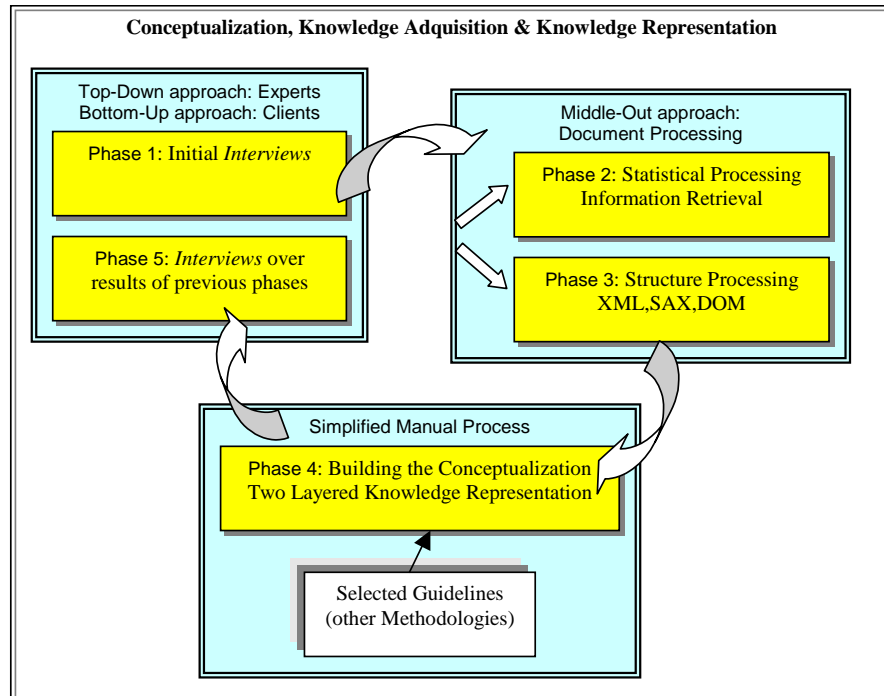 Conceptualization, Knowledge Adquisition & Knowledge Representation
Top-Down approach: Experts
Bottom-Up approach: Clients
Phase 1: Initial Interviews
Phase 5: Interviews over
results of previous phases
Middle-Out approach:
Document Processing
Phase 2: Statistical Processing
Information Retrieval
Phase 3: Structure Processing
XML,SAX,DOM
Simplified Manual Process
Phase 4: Building the Conceptualization
Two Layered Knowledge Representation
Selected Guidelines
(other Methodologies)